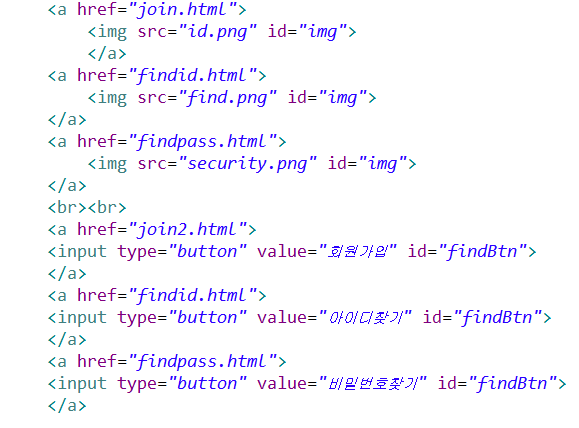 <a href="join.html">
<img src="id.png" id="img">
</a>
<a href="findid.html">
<img src="find.png" id="img">
</a>
<a href="findpass.html">
<img src="security.png" id="img">
</a>
<br><br>
<a href="join2.html">
<input type="button" value="회원가입" id="findBtn">
</a>
<a href="findid.html">
<input type="button" value="아이디찾기" id="findBtn">
</a>
<a href="findpass.html">
<input type="button" value="비밀번호찾기" id="findBtn">
</a>